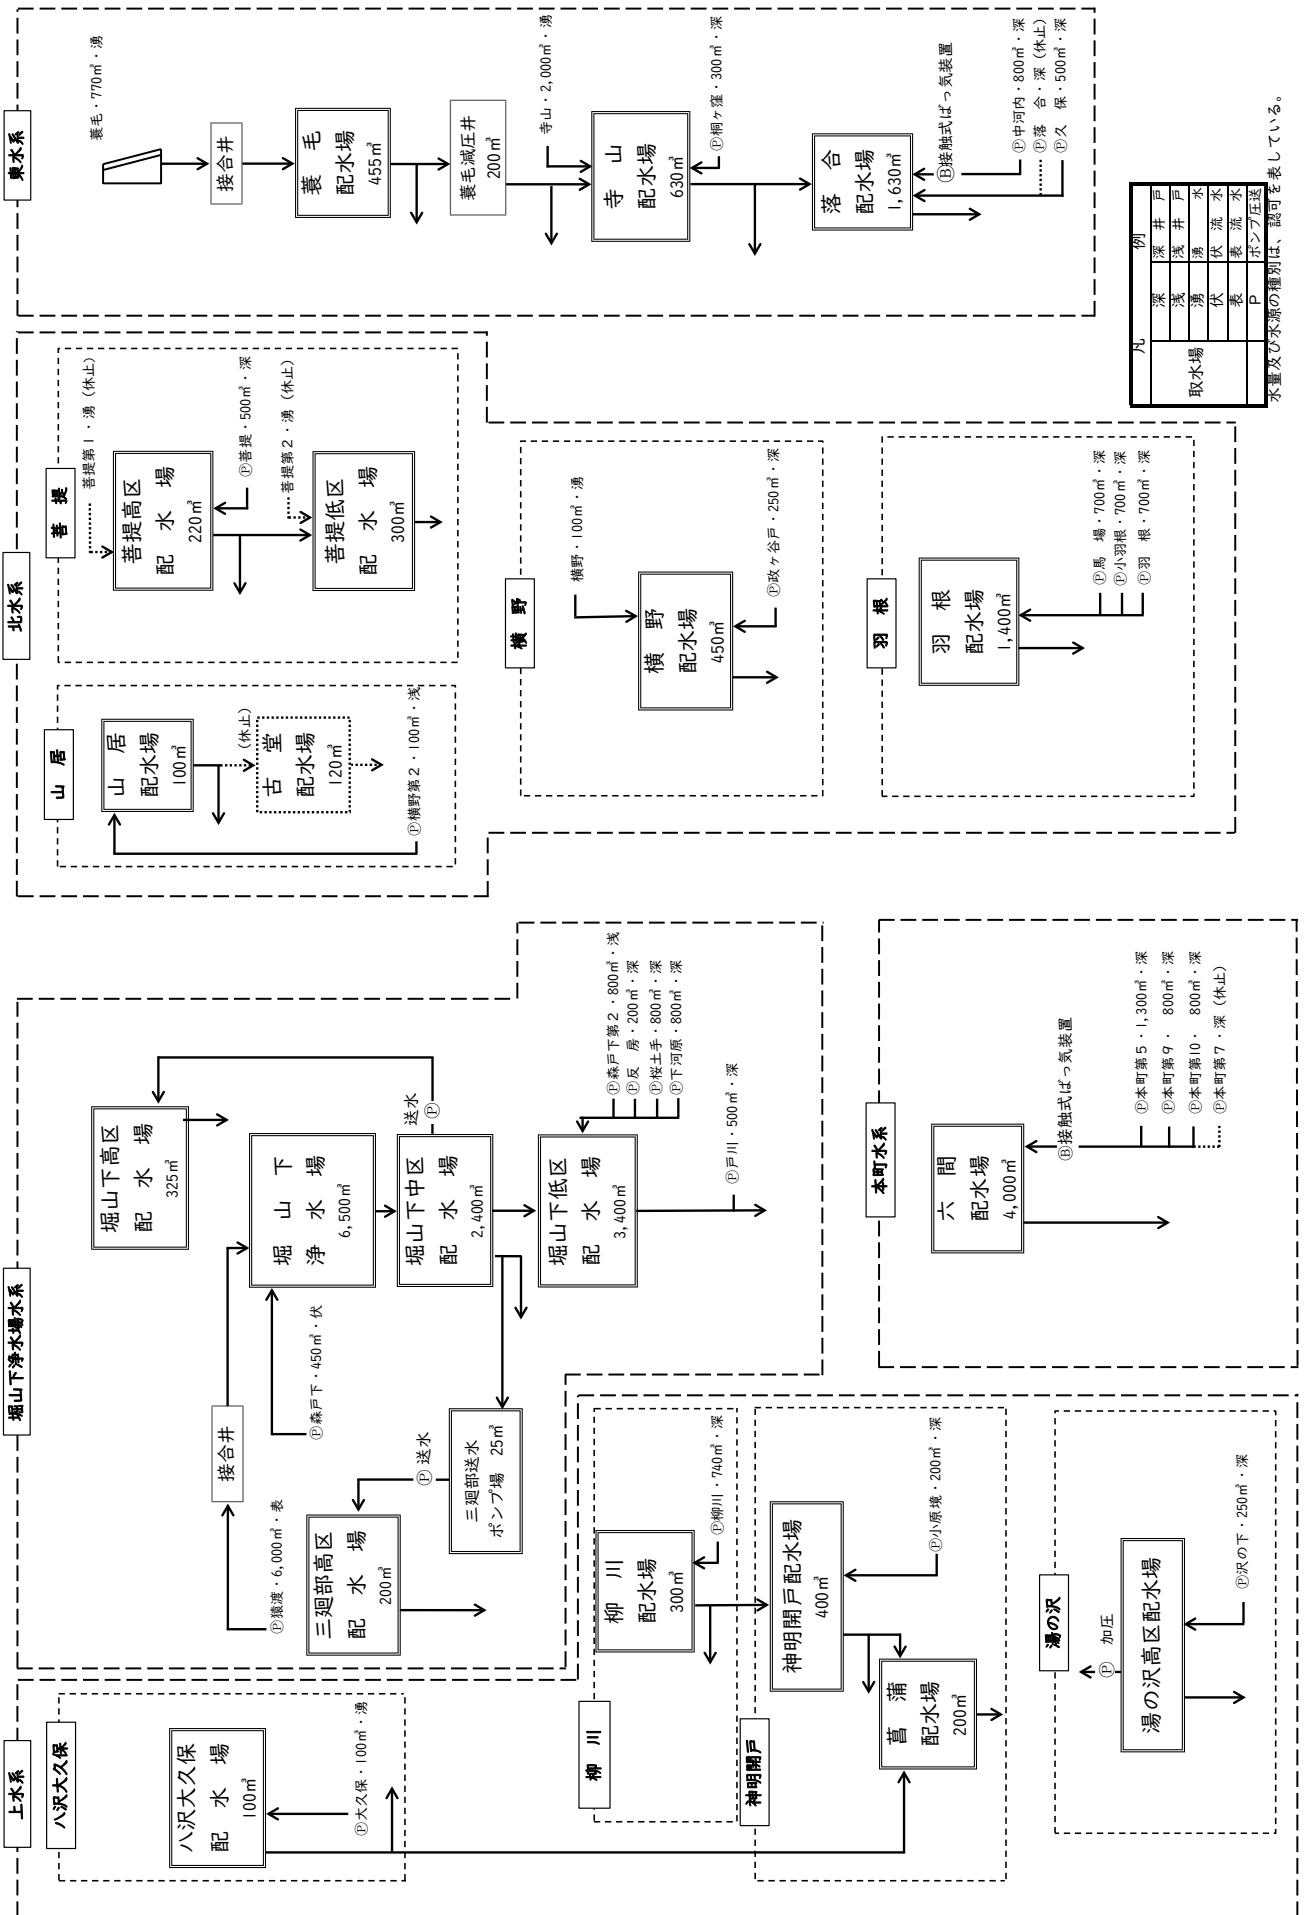 上水系
八沢大久保
八沢大久保
配水場
100㎥
Ⓟ大久保・100㎥・湧
柳川
柳川
配水場
300㎥
Ⓟ柳川・740㎥・深
神明開戸
神明開戸配水場
400㎥
Ⓟ小原境・200㎥・深
菖蒲
配水場
200㎥
湯の沢
Ⓟ 加圧
湯の沢高区配水場
Ⓟ沢の下・250㎥・深
堀山下浄水場水系
Ⓟ猿渡・6,000㎥・表
接合井
Ⓟ森戸下・450㎥・伏
堀山下高区
配水場
325㎥
堀山下
浄水場
6,500㎥
送水
Ⓟ
堀山下中区
配水場
2,400㎥
堀山下低区
配水場
3,400㎥
Ⓟ森戸下第2・800㎥・浅
Ⓟ反 房・200㎥・深
Ⓟ桜土手・800㎥・深
Ⓟ下河原・800㎥・深
Ⓟ戸川・500㎥・深
三廻部送水
ポンプ場 25㎥
Ⓟ 送水
三廻部高区
配水場
200㎥
本町水系
六間
配水場
4,000㎥
Ⓑ接触式ばっ気装置
Ⓟ本町第5・1,300㎥・深
Ⓟ本町第9・ 800㎥・深
Ⓟ本町第10・ 800㎥・深
Ⓟ本町第7・深(休止)
北水系
山居
山居
配水場
100㎥
(休止)
古堂
配水場
120㎥
Ⓟ横野第2・100㎥・浅
菩提
菩提第1・湧(休止)
菩提高区
配水場
220㎥
Ⓟ菩提・500㎥・深
菩提第2・湧(休止)
菩提低区
配水場
300㎥
横野
横野・100㎥・湧
横野
配水場
450㎥
Ⓟ政ヶ谷戸・250㎥・深
羽根
羽根
配水場
1,400㎥
Ⓟ馬 場・700㎥・深
Ⓟ小羽根・700㎥・深
Ⓟ羽 根・700㎥・深
東水系
蓑毛・770㎥・湧
接合井
蓑毛
配水場
455㎥
蓑毛減圧井
200㎥
寺山・2,000㎥・湧
寺山
配水場
630㎥
Ⓟ桐ヶ窪・300㎥・深
落合
配水場
1,630㎥
Ⓑ接触式ばっ気装置
Ⓟ中河内・800㎥・深
Ⓟ落 合・深(休止)
Ⓟ久 保・500㎥・深
凡例
取水場
深 深井戸
浅 浅井戸
湧 湧水
伏 伏流水
表 表流水
P ポンプ圧送
水量及び水源の種別は、認可を表している。